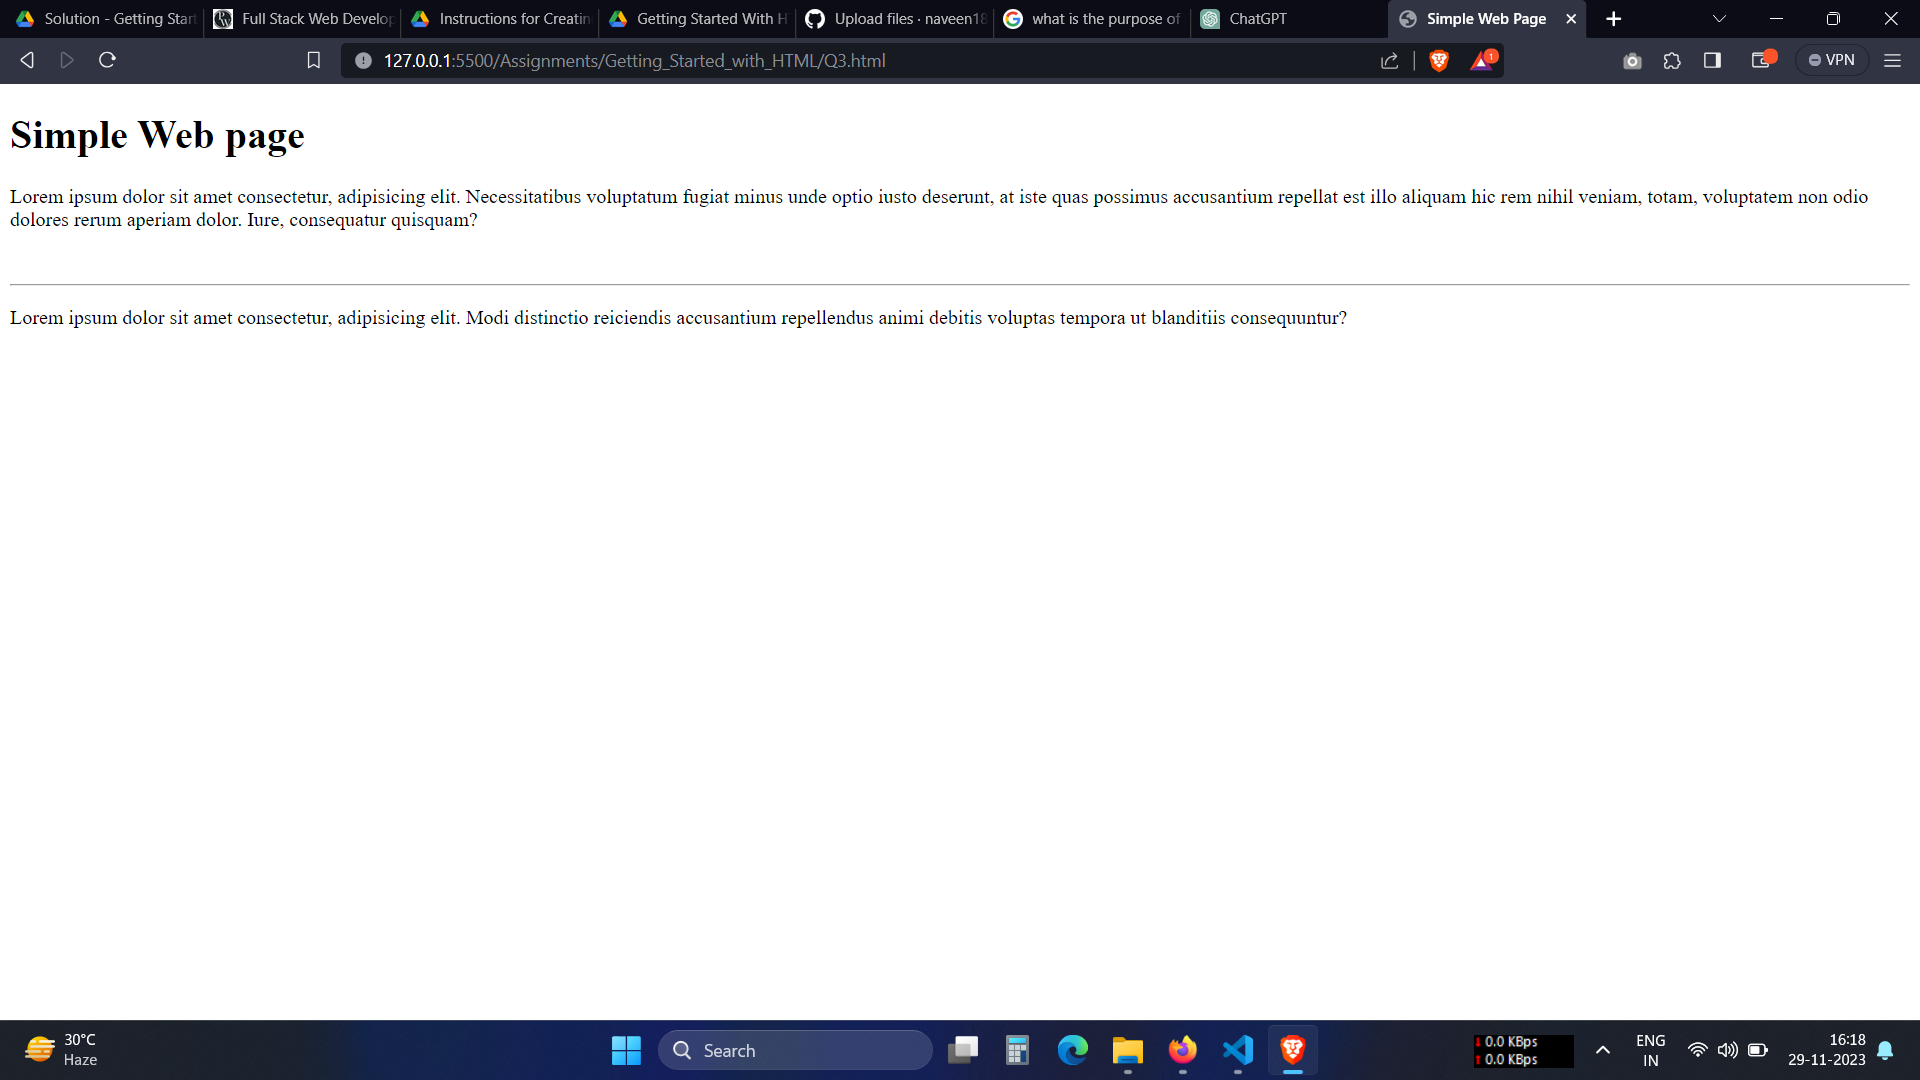 Solution - Getting Start
Full Stack Web Develop
Instructions for Creatin
Getting Started With H
Upload files · naveen18
what is the purpose of
ChatGPT
Simple Web Page
127.0.0.1:5500/Assignments/Getting_Started_with_HTML/Q3.html
1
VPN
Simple Web page
Lorem ipsum dolor sit amet consectetur, adipisicing elit. Necessitatibus voluptatum fugiat minus unde optio iusto deserunt, at iste quas possimus accusantium repellat est illo aliquam hic rem nihil veniam, totam, voluptatem non odio
dolores rerum aperiam dolor. Iure, consequatur quisquam?
Lorem ipsum dolor sit amet consectetur, adipisicing elit. Modi distinctio reiciendis accusantium repellendus animi debitis voluptas tempora ut blanditiis consequuntur?
30°C
Haze
Search
0.0 KBps
0.0 KBps
ENG
IN
16:18
29-11-2023